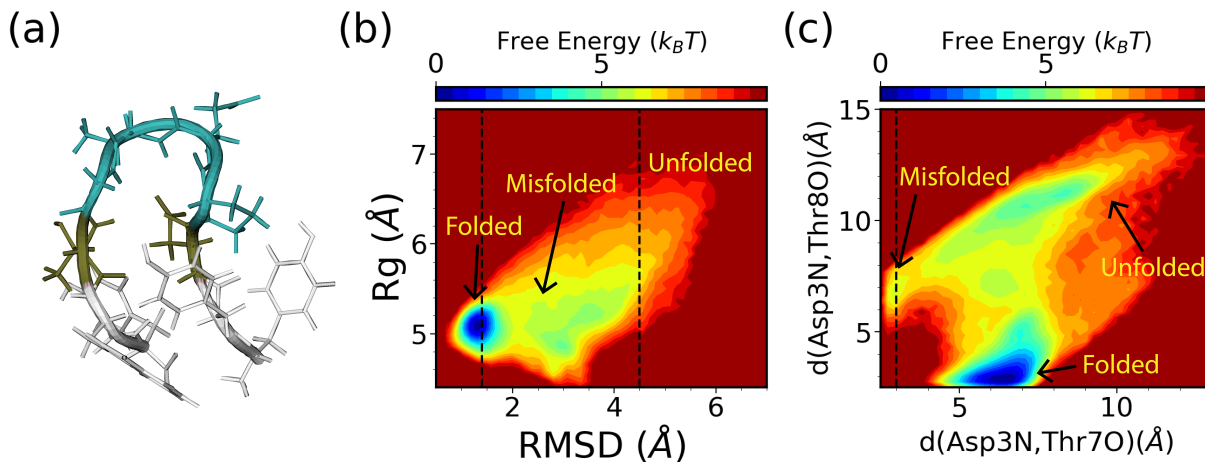 (a)
(b)
Free Energy (k_BT)
0 5
7
6
5
Rg (Å)
Folded
Misfolded
Unfolded
2 4 6
RMSD (Å)
(c)
Free Energy (k_BT)
0 5
15
10
5
d(Asp3N,Thr8O)(Å)
Misfolded
Unfolded
Folded
5 10
d(Asp3N,Thr7O)(Å)